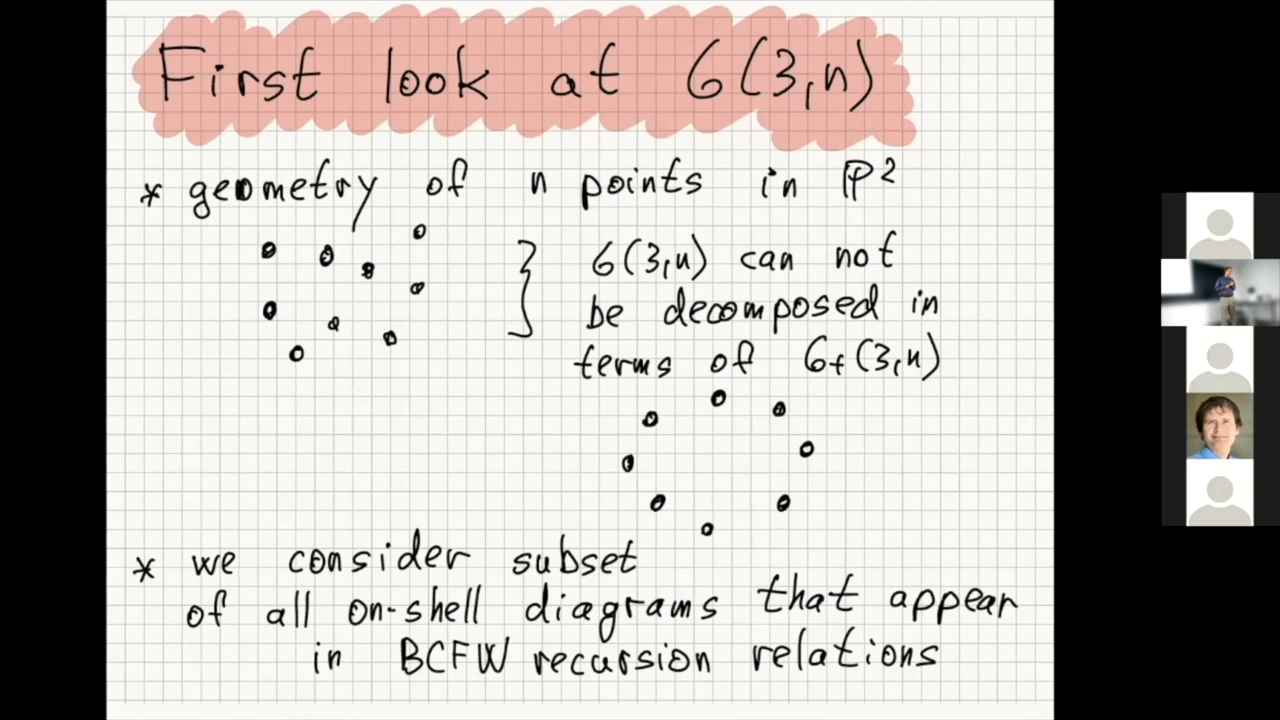 First look at G(3,n)
* geometry of n points in ℙ²
} G(3,n) can not
be decomposed in
terms of G+(3,n)
* we consider subset
of all on-shell diagrams that appear
in BCFW recursion relations